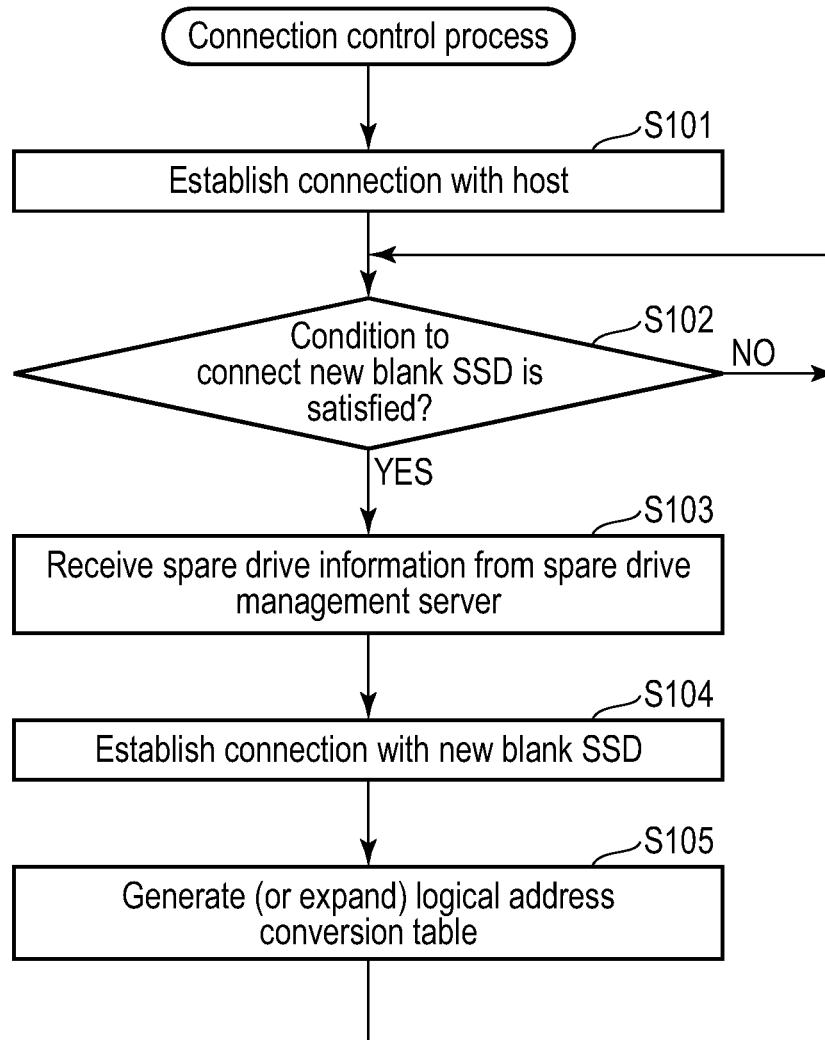 Connection control process
S101
Establish connection with host
S102
Condition to
connect new blank SSD is
satisfied?
NO
YES
S103
Receive spare drive information from spare drive
management server
S104
Establish connection with new blank SSD
S105
Generate (or expand) logical address
conversion table